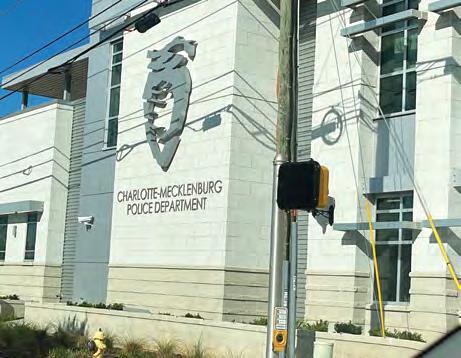 CHARLOTTE-MECKLENBURG
POLICE DEPARTMENT